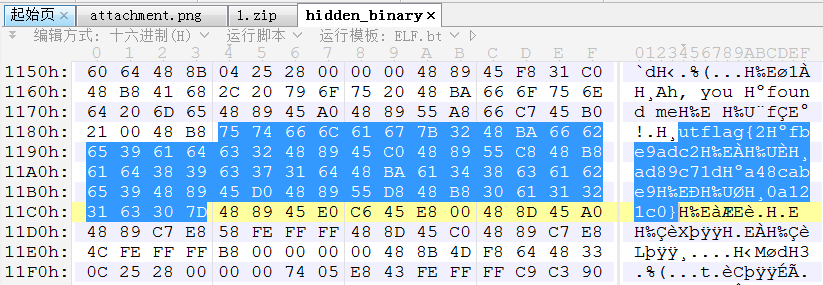 起始页 attachment.png 1.zip hidden_binary
编辑方式: 十六进制(H) 运行脚本 运行模板: ELF.bt
0 1 2 3 4 5 6 7 8 9 A B C D E F 0123456789ABCDEF
1150h: 60 64 48 8B 04 25 28 00 00 00 48 89 45 F8 31 C0 `dH‹.%(...H‰Eø1À
1160h: 48 B8 41 68 2C 20 79 6F 75 20 48 BA 66 6F 75 6E H¸Ah, you Hºfoun
1170h: 64 20 6D 65 48 89 45 A0 48 89 55 A8 66 C7 45 B0 d meH‰E H‰U¨fÇE°
1180h: 21 00 48 B8 75 74 66 6C 61 67 7B 32 48 BA 66 62 !.H¸utflag{2Hºfb
1190h: 65 39 61 64 63 32 48 89 45 C0 48 89 55 C8 48 B8 e9adc2H‰EÀH‰UÈH¸
11A0h: 61 64 38 39 63 37 31 64 48 BA 61 34 38 63 61 62 ad89c71dHºa48cab
11B0h: 65 39 48 89 45 D0 48 89 55 D8 48 B8 30 61 31 32 e9H‰EÐH‰UØH¸0a12
11C0h: 31 63 30 7D 48 89 45 E0 C6 45 E8 00 48 8D 45 A0 1c0}H‰EàÆEè.H.E
11D0h: 48 89 C7 E8 58 FE FF FF 48 8D 45 C0 48 89 C7 E8 H‰ÇèXþÿÿH.EÀH‰Çè
11E0h: 4C FE FF FF B8 00 00 00 00 48 8B 4D F8 64 48 33 Lþÿÿ¸....H‹MødH3
11F0h: 0C 25 28 00 00 00 74 05 E8 43 FE FF FF C9 C3 90 .%(...t.èCþÿÿÉÃ.